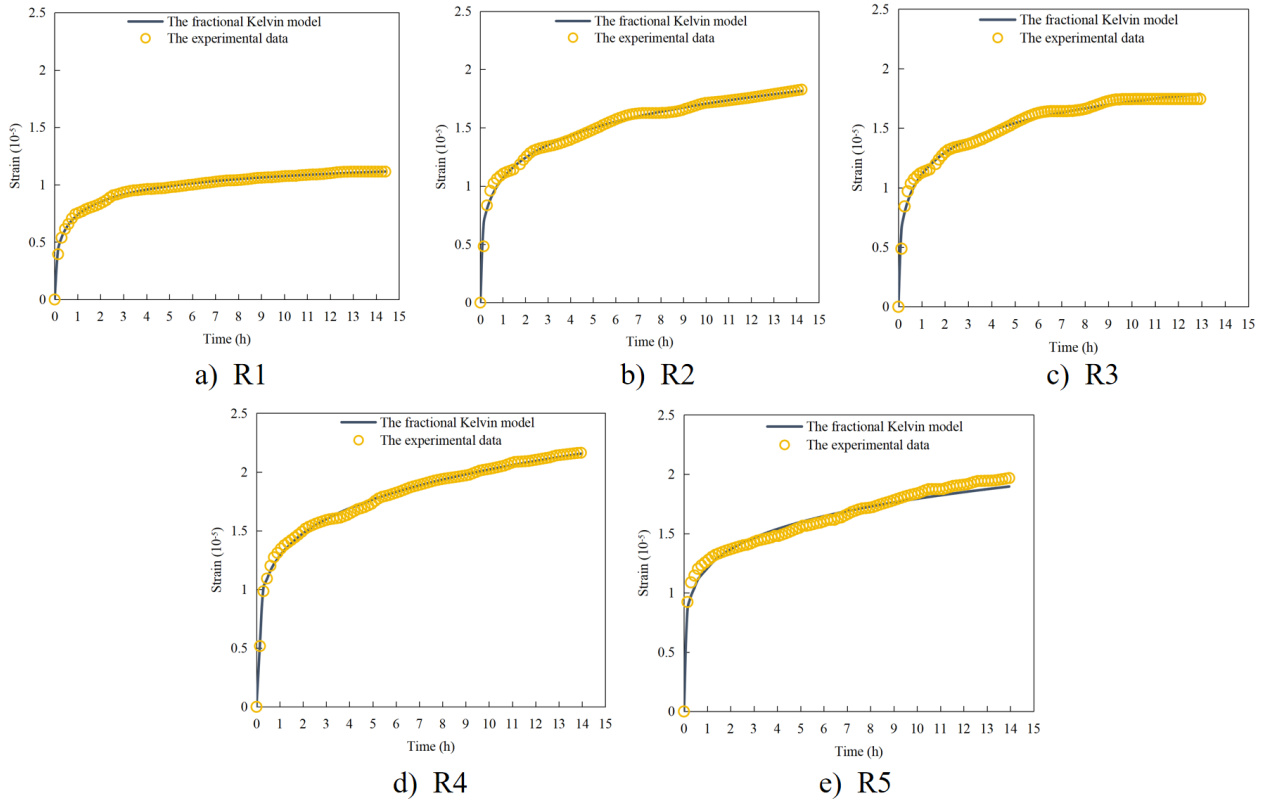 The fractional Kelvin model
The experimental data
2.5
2
1.5
1
0.5
0
Strain (10-5)
0 1 2 3 4 5 6 7 8 9 10 11 12 13 14 15
Time (h)
a) R1
The fractional Kelvin model
The experimental data
2.5
2
1.5
1
0.5
0
Strain (10-5)
0 1 2 3 4 5 6 7 8 9 10 11 12 13 14 15
Time (h)
b) R2
The fractional Kelvin model
The experimental data
2.5
2
1.5
1
0.5
0
Strain (10-5)
0 1 2 3 4 5 6 7 8 9 10 11 12 13 14 15
Time (h)
c) R3
The fractional Kelvin model
The experimental data
2.5
2
1.5
1
0.5
0
Strain (10-5)
0 1 2 3 4 5 6 7 8 9 10 11 12 13 14 15
Time (h)
d) R4
The fractional Kelvin model
The experimental data
2.5
2
1.5
1
0.5
0
Strain (10-5)
0 1 2 3 4 5 6 7 8 9 10 11 12 13 14 15
Time (h)
e) R5